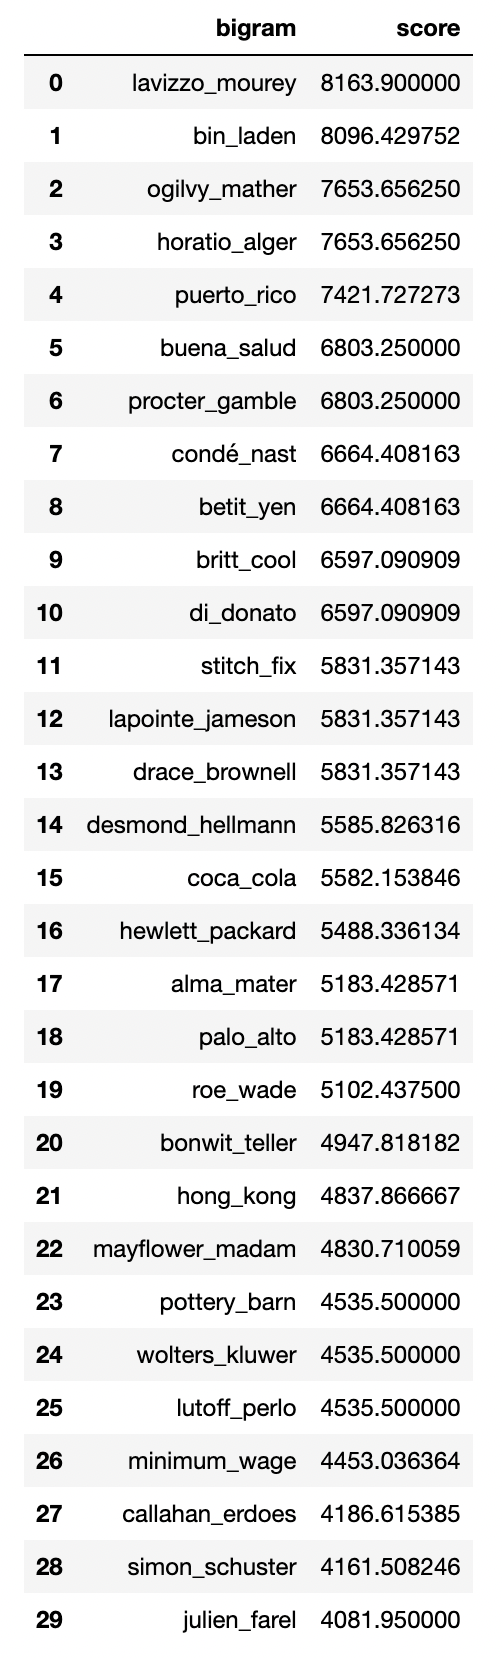 bigram score
0 lavizzo_mourey 8163.900000
1 bin_laden 8096.429752
2 ogilvy_mather 7653.656250
3 horatio_alger 7653.656250
4 puerto_rico 7421.727273
5 buena_salud 6803.250000
6 procter_gamble 6803.250000
7 condé_nast 6664.408163
8 betit_yen 6664.408163
9 britt_cool 6597.090909
10 di_donato 6597.090909
11 stitch_fix 5831.357143
12 lapointe_jameson 5831.357143
13 drace_brownell 5831.357143
14 desmond_hellmann 5585.826316
15 coca_cola 5582.153846
16 hewlett_packard 5488.336134
17 alma_mater 5183.428571
18 palo_alto 5183.428571
19 roe_wade 5102.437500
20 bonwit_teller 4947.818182
21 hong_kong 4837.866667
22 mayflower_madam 4830.710059
23 pottery_barn 4535.500000
24 wolters_kluwer 4535.500000
25 lutoff_perlo 4535.500000
26 minimum_wage 4453.036364
27 callahan_erdoes 4186.615385
28 simon_schuster 4161.508246
29 julien_farel 4081.950000